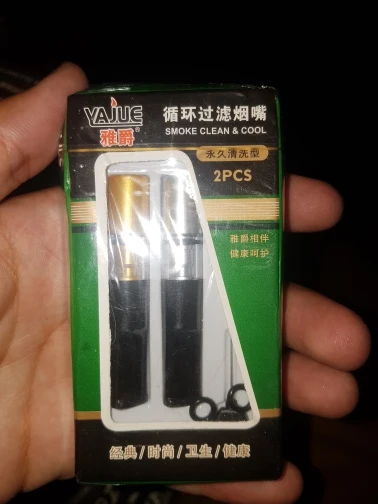 YAJUE
雅爵®
循环过滤烟嘴
SMOKE CLEAN & COOL
永久清洗型
2PCS
雅爵相伴
健康呵护
经典/时尚/卫生/健康